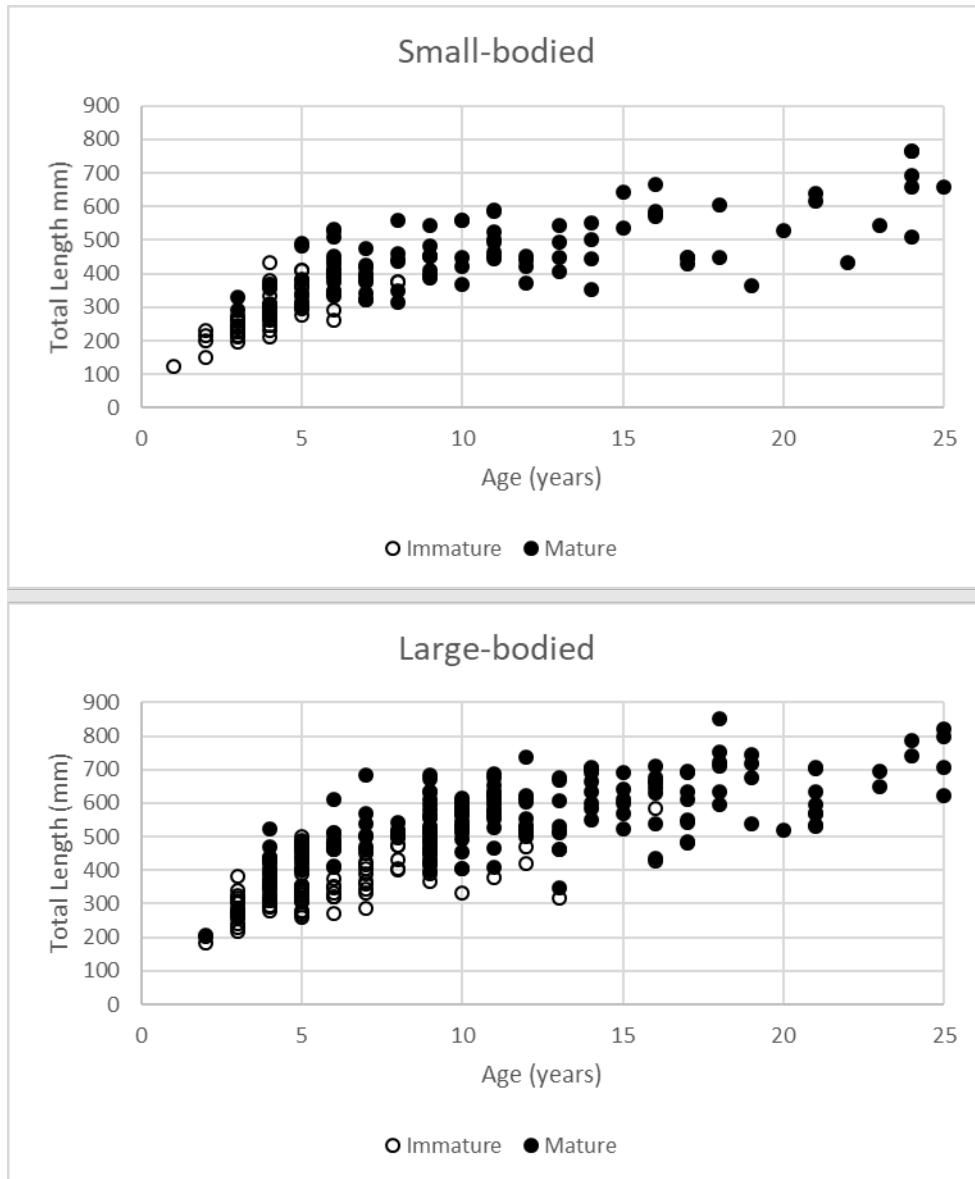 Small-bodied
900
800
700
600
500
400
300
200
100
0
Total Length mm)
0 5 10 15 20 25
Age (years)
Immature Mature
Large-bodied
900
800
700
600
500
400
300
200
100
0
Total Length (mm)
0 5 10 15 20 25
Age (years)
Immature Mature